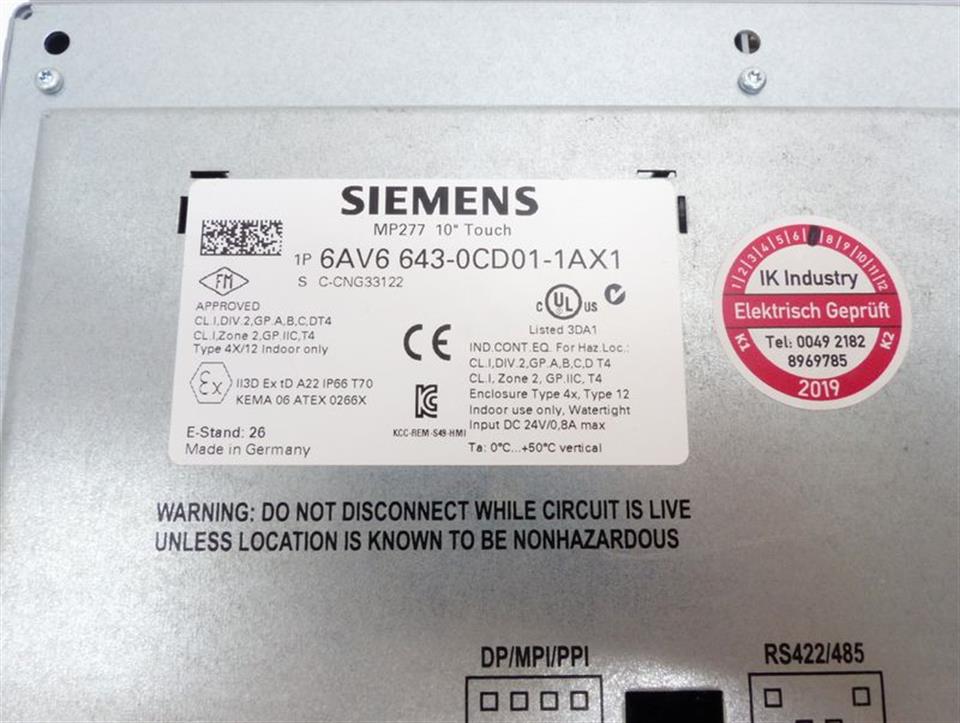 SIEMENS
MP277 10" Touch
1P 6AV6 643-0CD01-1AX1
S C-CNG33122
FM
APPROVED
CL.I,DIV.2,GP.A,B,C,DT4
CL.I,Zone 2,GP.IIC,T4
Type 4X/12 Indoor only
Ex II3D Ex tD A22 IP66 T70
KEMA 06 ATEX 0266X
E-Stand: 26
Made in Germany
CE
KCC-REM-S49-HMI
C UL US
Listed 3DA1
IND.CONT.EQ. For Haz.Loc.:
CL.I,DIV.2,GP.A,B,C,D T4
CL.I, Zone 2, GP.IIC, T4
Enclosure Type 4x, Type 12
Indoor use only, Watertight
Input DC 24V/0,8A max
Ta: 0°C...+50°C vertical
1 2 3 4 5 6 8 9 10 11 12
IK Industry
Elektrisch Geprüft
K1 K2
Tel: 0049 2182
8969785
2019
WARNING: DO NOT DISCONNECT WHILE CIRCUIT IS LIVE
UNLESS LOCATION IS KNOWN TO BE NONHAZARDOUS
DP/MPI/PPI
RS422/485